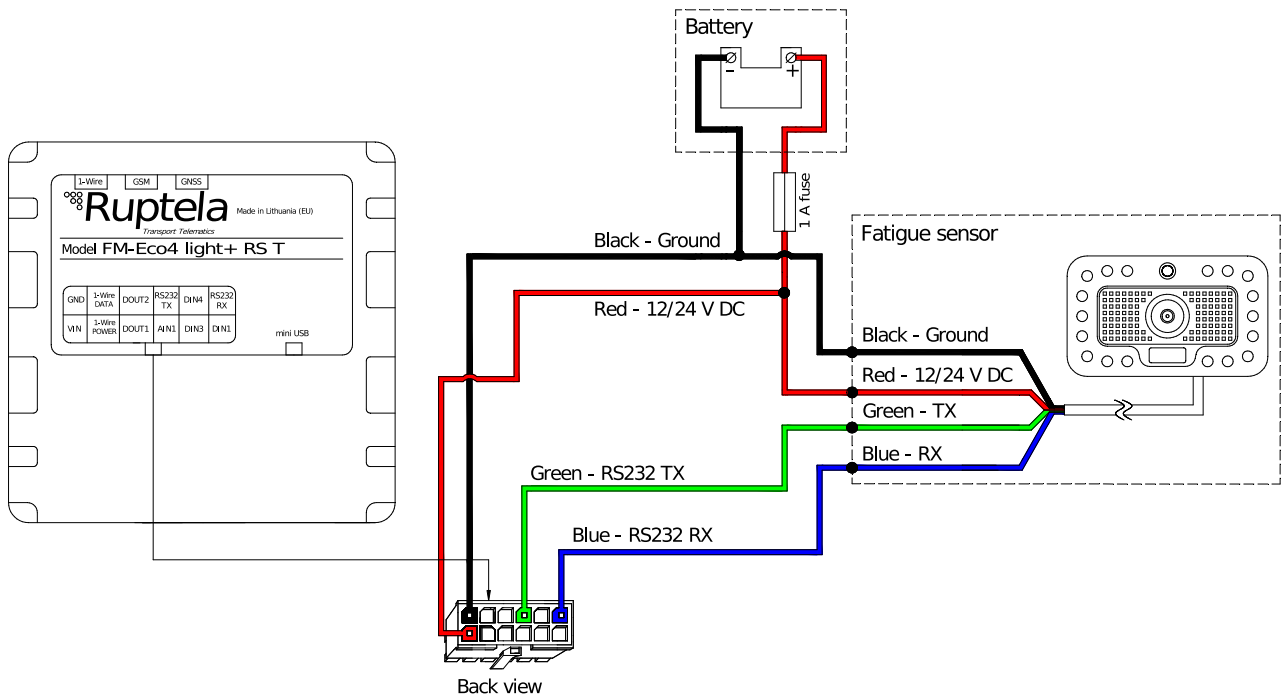 Battery
-
+
1 A fuse
1-Wire
GSM
GNSS
Ruptela
Made in Lithuania (EU)
Transport Telematics
Model FM-Eco4 light+ RS T
GND
1-Wire DATA
DOUT2
RS232 TX
DIN4
RS232 RX
VIN
1-Wire POWER
DOUT1
AIN1
DIN3
DIN1
mini USB
Black - Ground
Red - 12/24 V DC
Fatigue sensor
Black - Ground
Red - 12/24 V DC
Green - TX
Blue - RX
Green - RS232 TX
Blue - RS232 RX
Back view